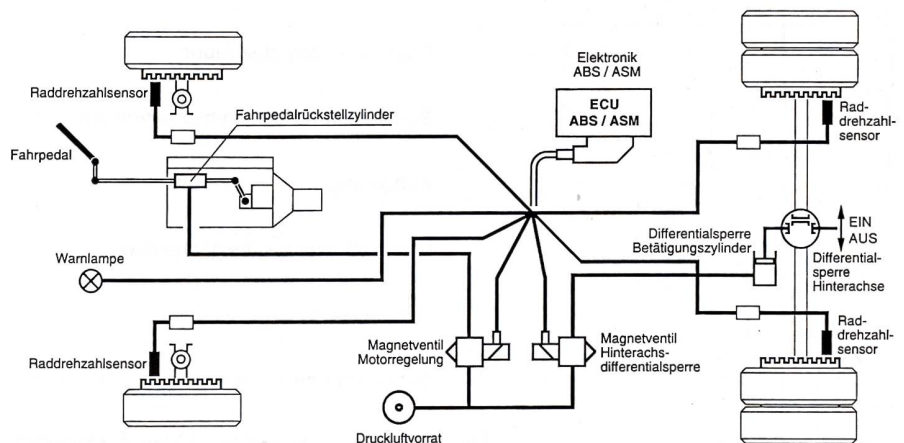 Elektronik
ABS / ASM
ECU
ABS / ASM
Raddrehzahlsensor
Fahrpedalrückstellzylinder
Fahrpedal
Rad-
drehzahl-
sensor
EIN
AUS
Differentialsperre
Betätigungszylinder
Differential-
sperre
Hinterachse
Warnlampe
Magnetventil
Motorregelung
Magnetventil
Hinterachs-
differentialsperre
Rad-
drehzahl-
sensor
Raddrehzahlsensor
Druckluftvorrat